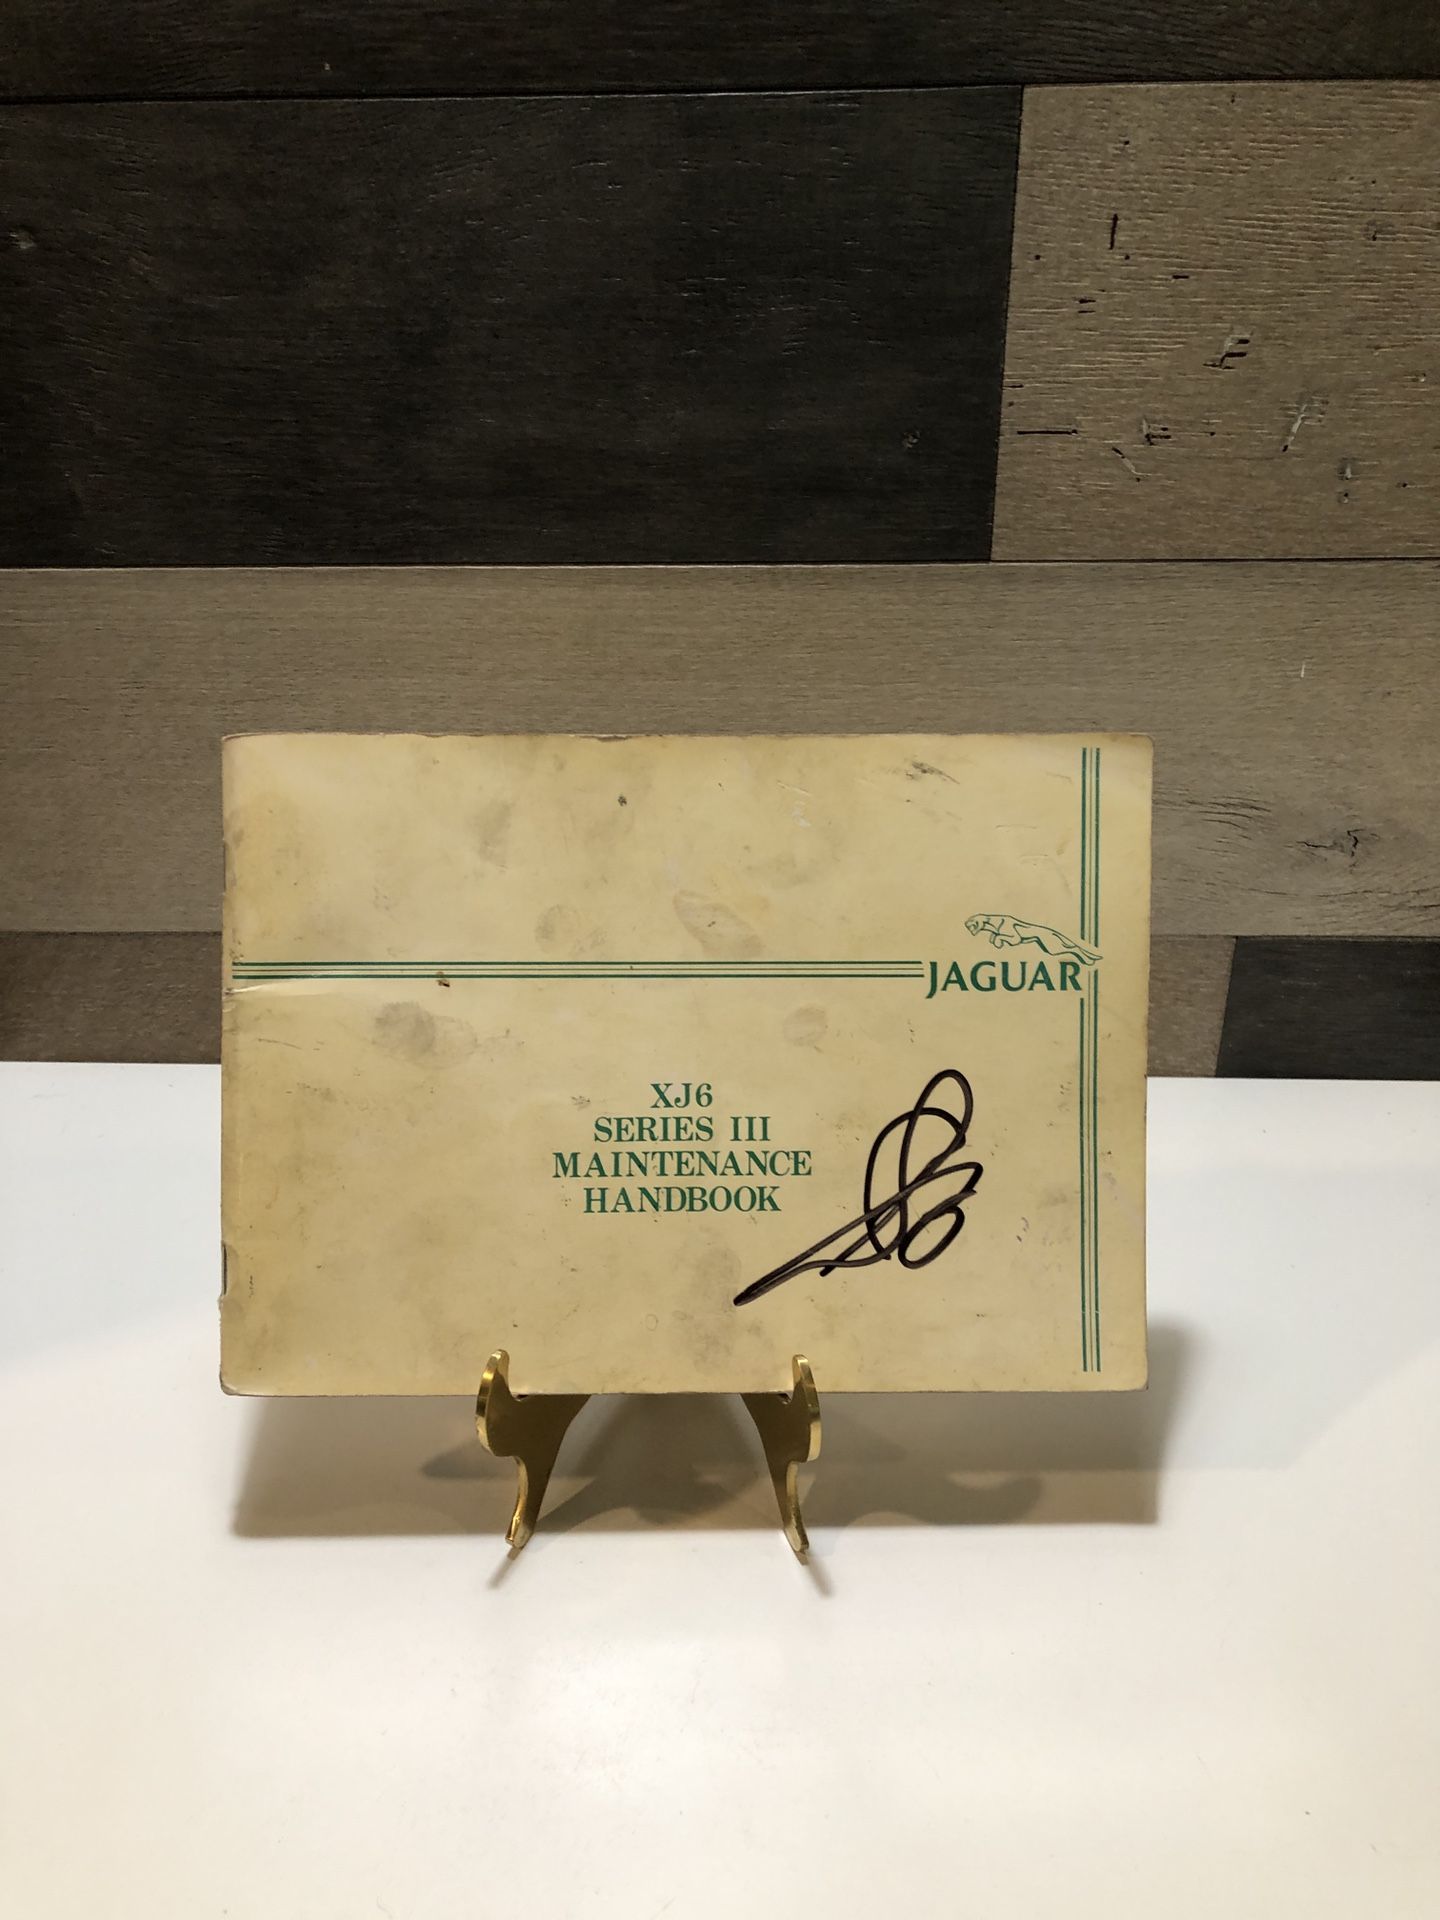 JAGUAR
XJ6
SERIES III
MAINTENANCE
HANDBOOK